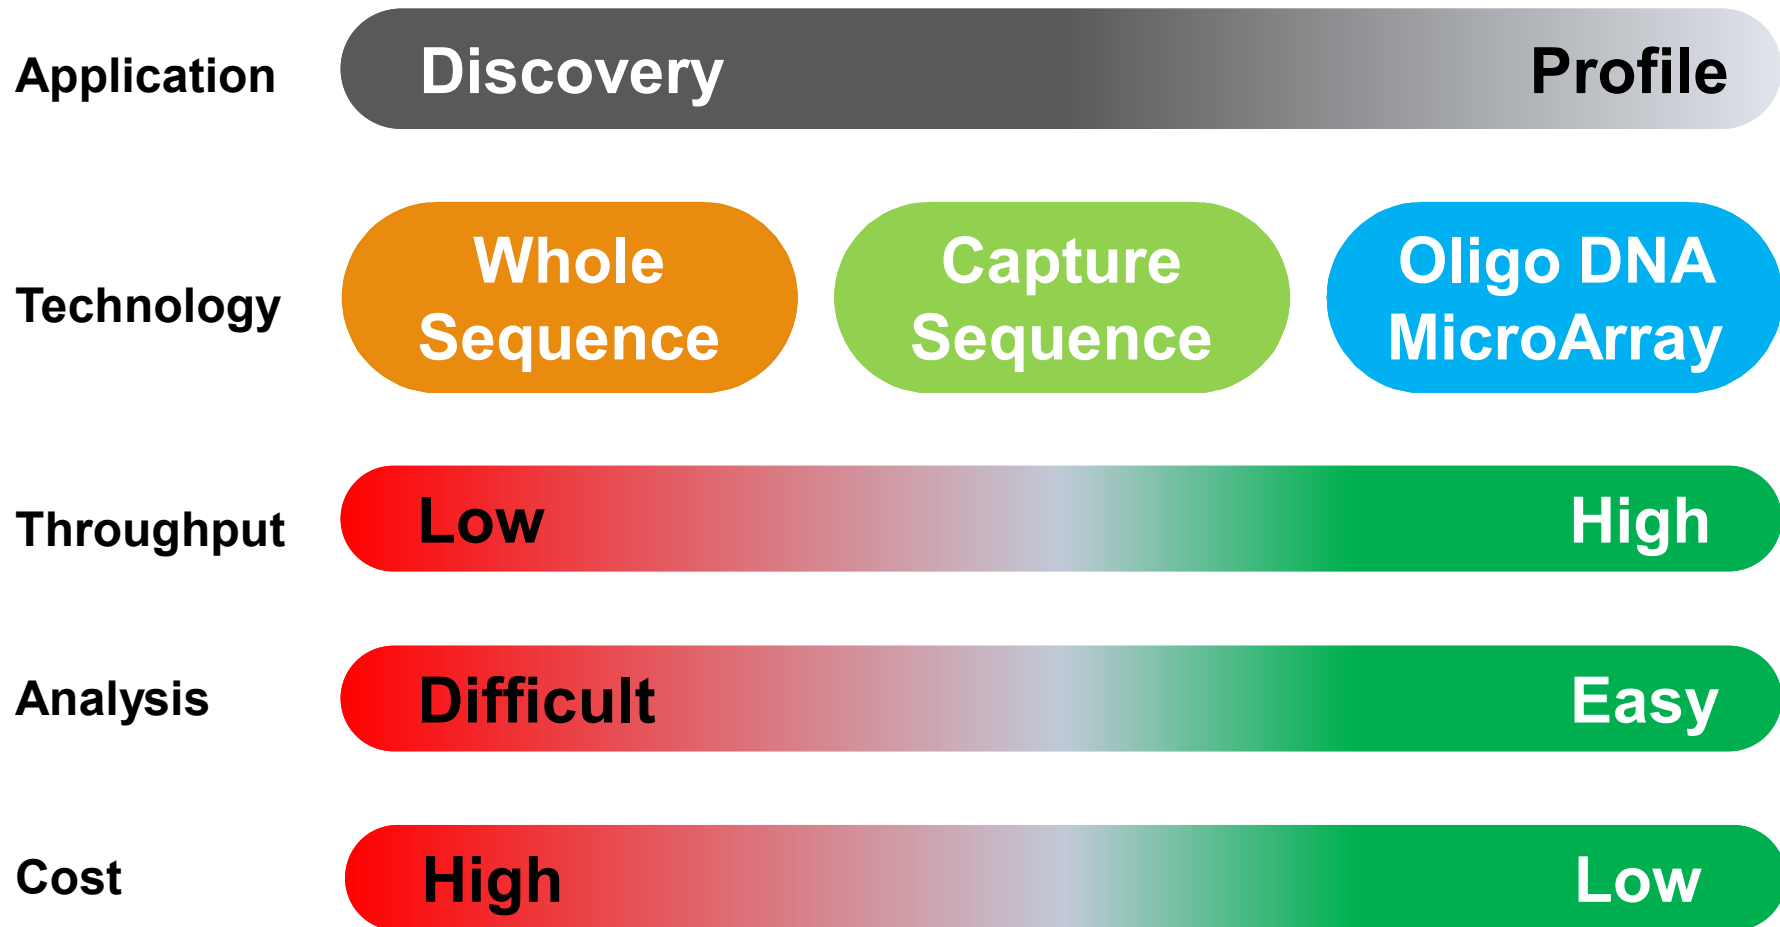 Application
Discovery
Profile
Technology
Whole
Sequence
Capture
Sequence
Oligo DNA
MicroArray
Throughput
Low
High
Analysis
Difficult
Easy
Cost
High
Low